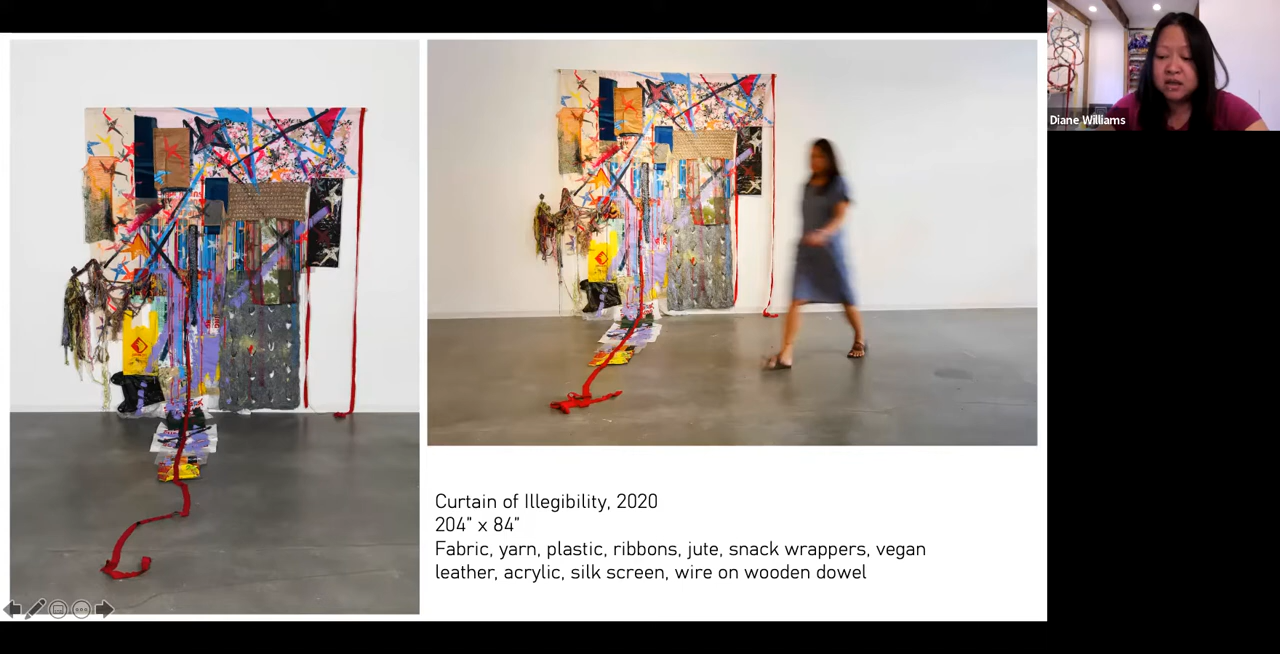 Diane Williams
Curtain of Illegibility, 2020
204" x 84"
Fabric, yarn, plastic, ribbons, jute, snack wrappers, vegan
leather, acrylic, silk screen, wire on wooden dowel